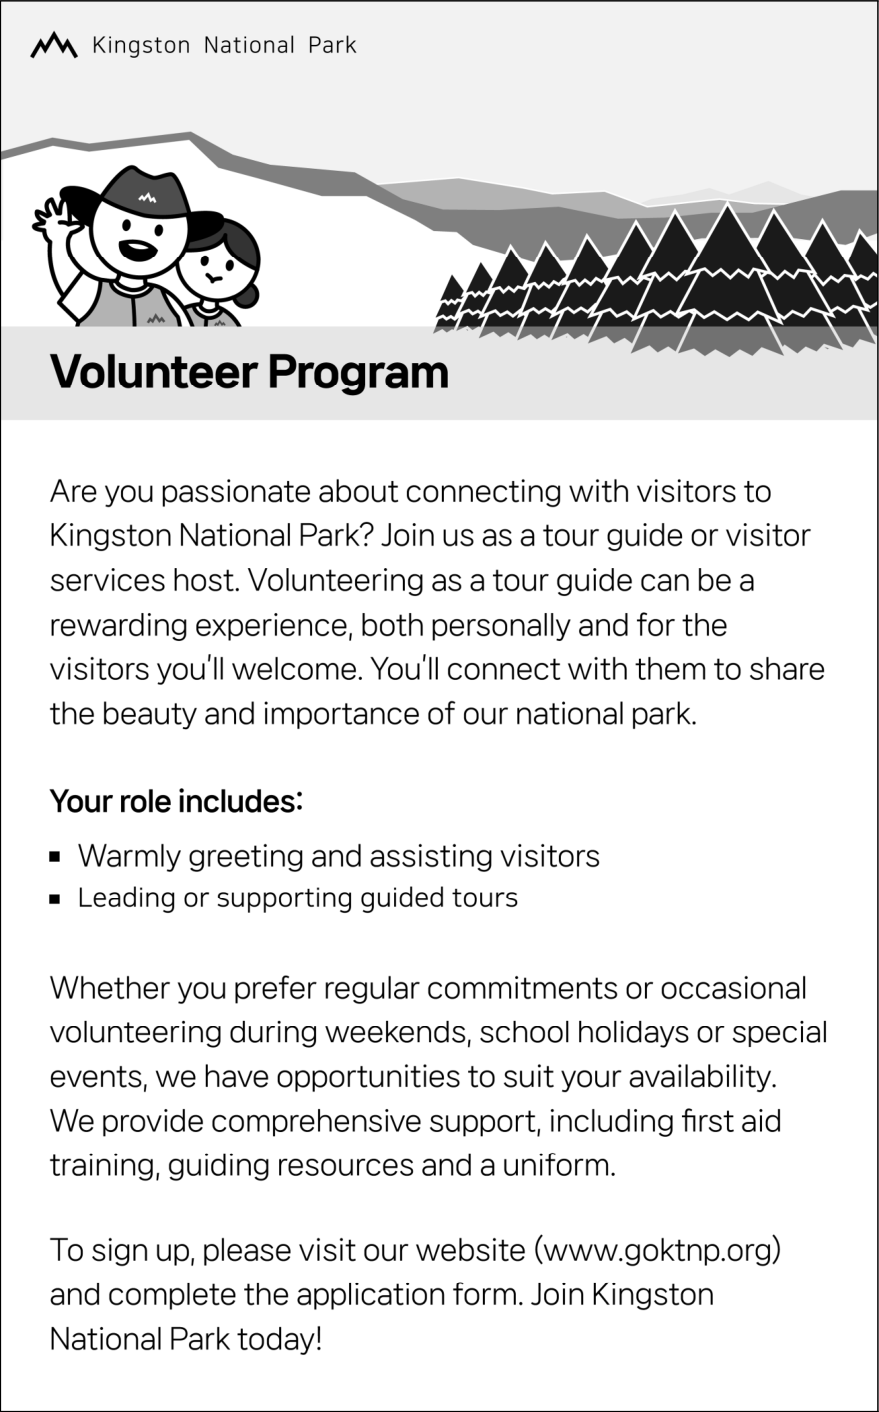 Kingston National Park
Volunteer Program
Are you passionate about connecting with visitors to
Kingston National Park? Join us as a tour guide or visitor
services host. Volunteering as a tour guide can be a
rewarding experience, both personally and for the
visitors you'll welcome. You'll connect with them to share
the beauty and importance of our national park.
Your role includes:
▪ Warmly greeting and assisting visitors
▪ Leading or supporting guided tours
Whether you prefer regular commitments or occasional
volunteering during weekends, school holidays or special
events, we have opportunities to suit your availability.
We provide comprehensive support, including first aid
training, guiding resources and a uniform.
To sign up, please visit our website (www.goktnp.org)
and complete the application form. Join Kingston
National Park today!